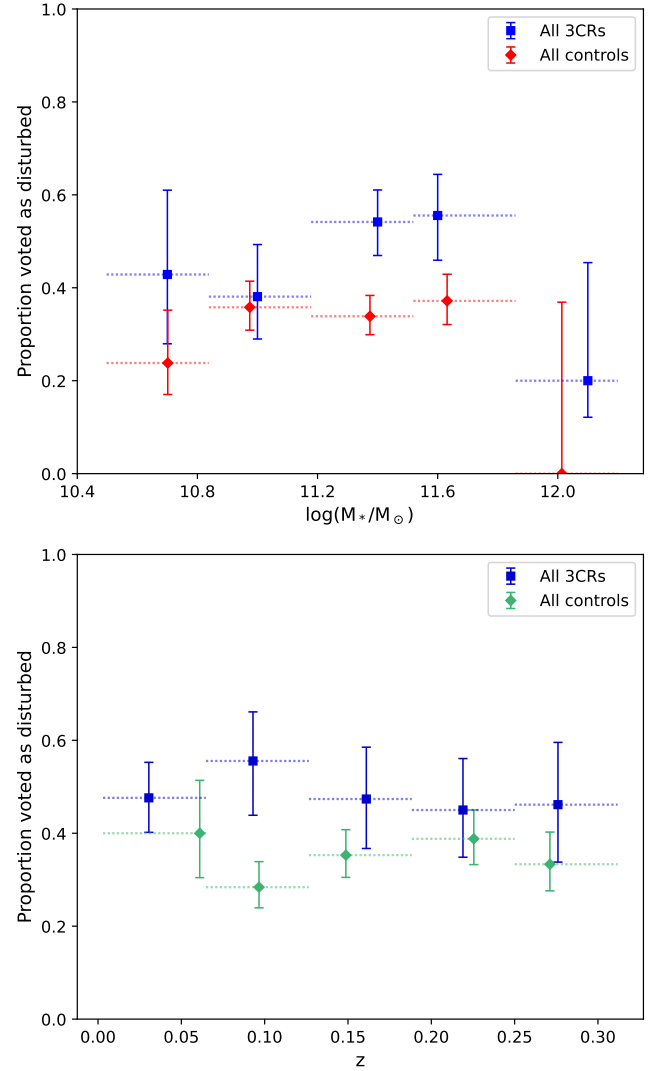 1.0
0.8
0.6
0.4
0.2
0.0
Proportion voted as disturbed
All 3CRs
All controls
10.4 10.8 11.2 11.6 12.0
log(M*/M⊙)
1.0
0.8
0.6
0.4
0.2
0.0
Proportion voted as disturbed
All 3CRs
All controls
0.00 0.05 0.10 0.15 0.20 0.25 0.30
z